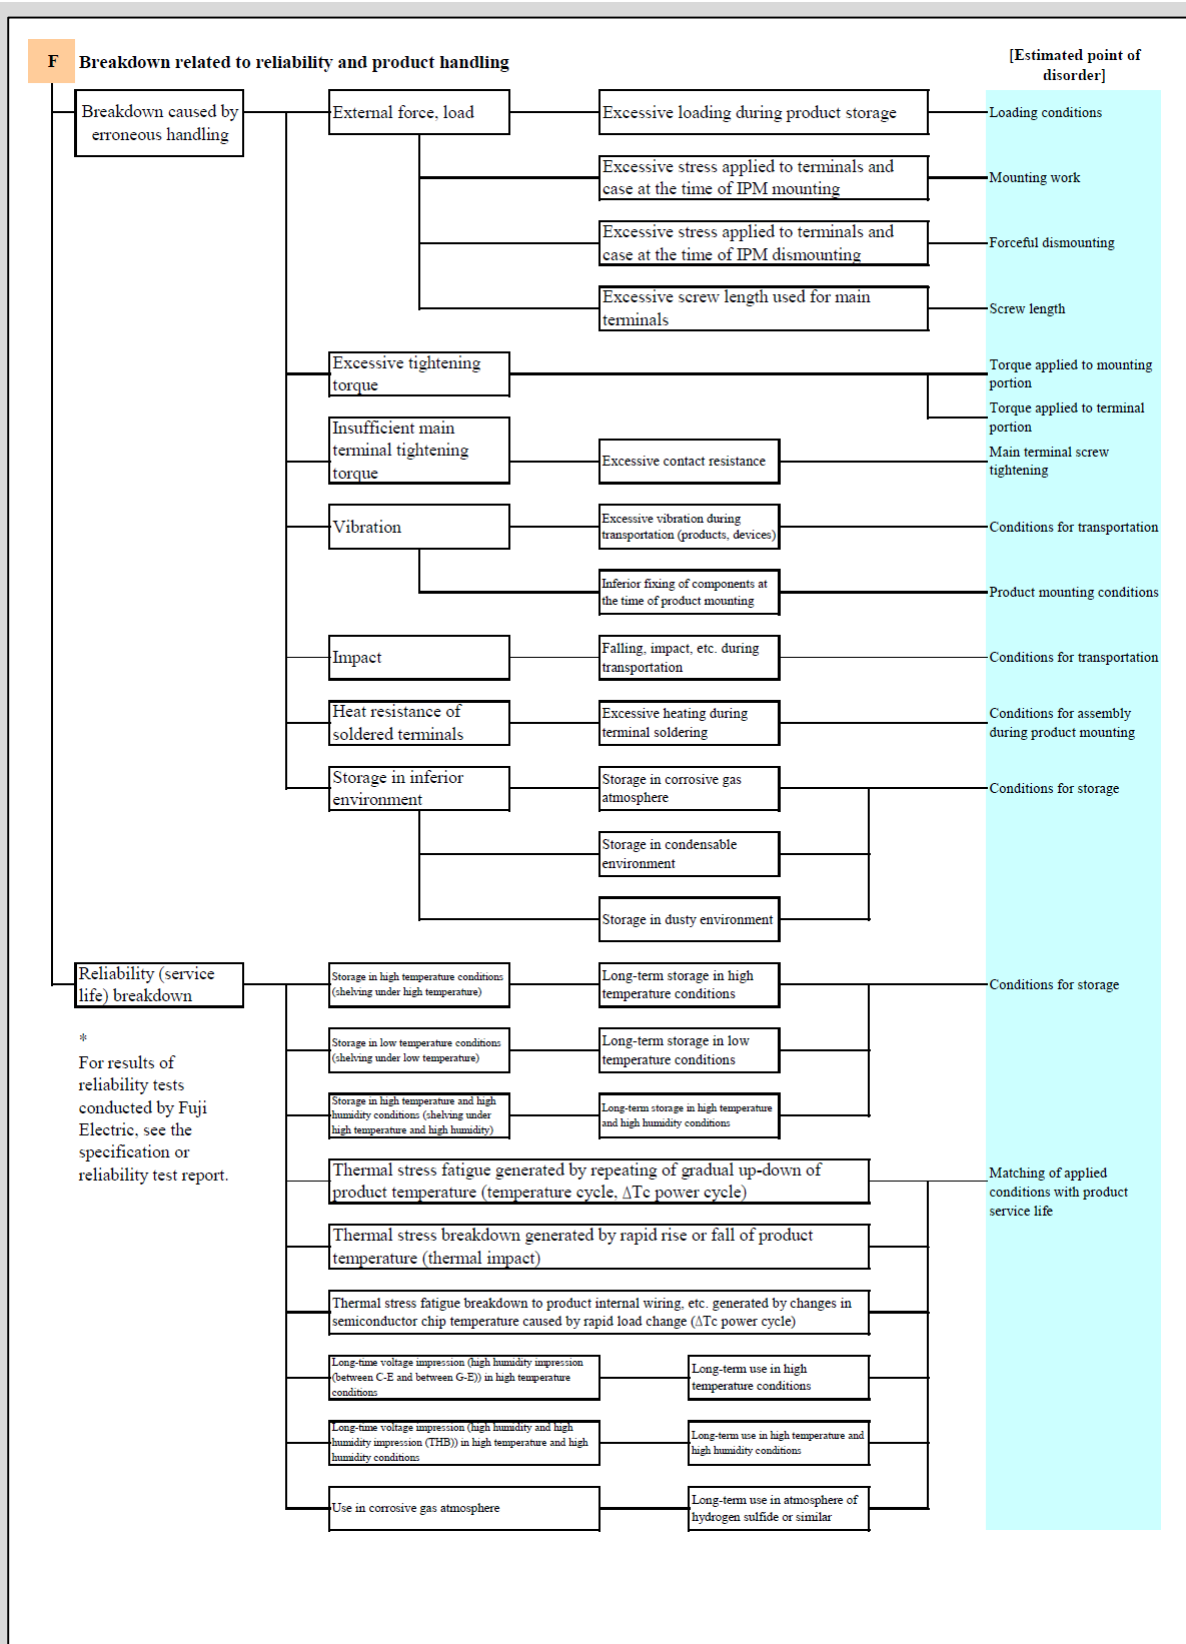 F Breakdown related to reliability and product handling
[Estimated point of
disorder]
Breakdown caused by
erroneous handling
External force, load
Excessive loading during product storage
Loading conditions
Excessive stress applied to terminals and
case at the time of IPM mounting
Mounting work
Excessive stress applied to terminals and
case at the time of IPM dismounting
Forceful dismounting
Excessive screw length used for main
terminals
Screw length
Excessive tightening
torque
Torque applied to mounting
portion
Torque applied to terminal
portion
Insufficient main
terminal tightening
torque
Excessive contact resistance
Main terminal screw
tightening
Vibration
Excessive vibration during
transportation (products, devices)
Conditions for transportation
Inferior fixing of components at
the time of product mounting
Product mounting conditions
Impact
Falling, impact, etc. during
transportation
Conditions for transportation
Heat resistance of
soldered terminals
Excessive heating during
terminal soldering
Conditions for assembly
during product mounting
Storage in inferior
environment
Storage in corrosive gas
atmosphere
Conditions for storage
Storage in condensable
environment
Storage in dusty environment
Reliability (service
life) breakdown
Storage in high temperature conditions
(shelving under high temperature)
Long-term storage in high
temperature conditions
Conditions for storage
*
For results of
reliability tests
conducted by Fuji
Electric, see the
specification or
reliability test report.
Storage in low temperature conditions
(shelving under low temperature)
Long-term storage in low
temperature conditions
Storage in high temperature and high
humidity conditions (shelving under
high temperature and high humidity)
Long-term storage in high temperature
and high humidity conditions
Thermal stress fatigue generated by repeating of gradual up-down of
product temperature (temperature cycle, ΔTc power cycle)
Matching of applied
conditions with product
service life
Thermal stress breakdown generated by rapid rise or fall of product
temperature (thermal impact)
Thermal stress fatigue breakdown to product internal wiring, etc. generated by changes in
semiconductor chip temperature caused by rapid load change (ΔTc power cycle)
Long-time voltage impression (high humidity impression
(between C-E and between G-E)) in high temperature
conditions
Long-term use in high
temperature conditions
Long-time voltage impression (high humidity and high
humidity impression (THB)) in high temperature and high
humidity conditions
Long-term use in high temperature and
high humidity conditions
Use in corrosive gas atmosphere
Long-term use in atmosphere of
hydrogen sulfide or similar